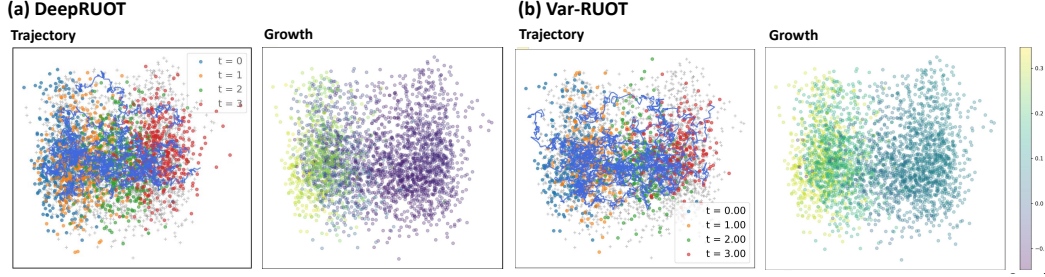 (a) DeepRUOT
Trajectory
Growth
t = 0
t = 1
t = 2
t = 3
(b) Var-RUOT
Trajectory
Growth
t = 0.00
t = 1.00
t = 2.00
t = 3.00
0.3
0.2
0.1
0.0